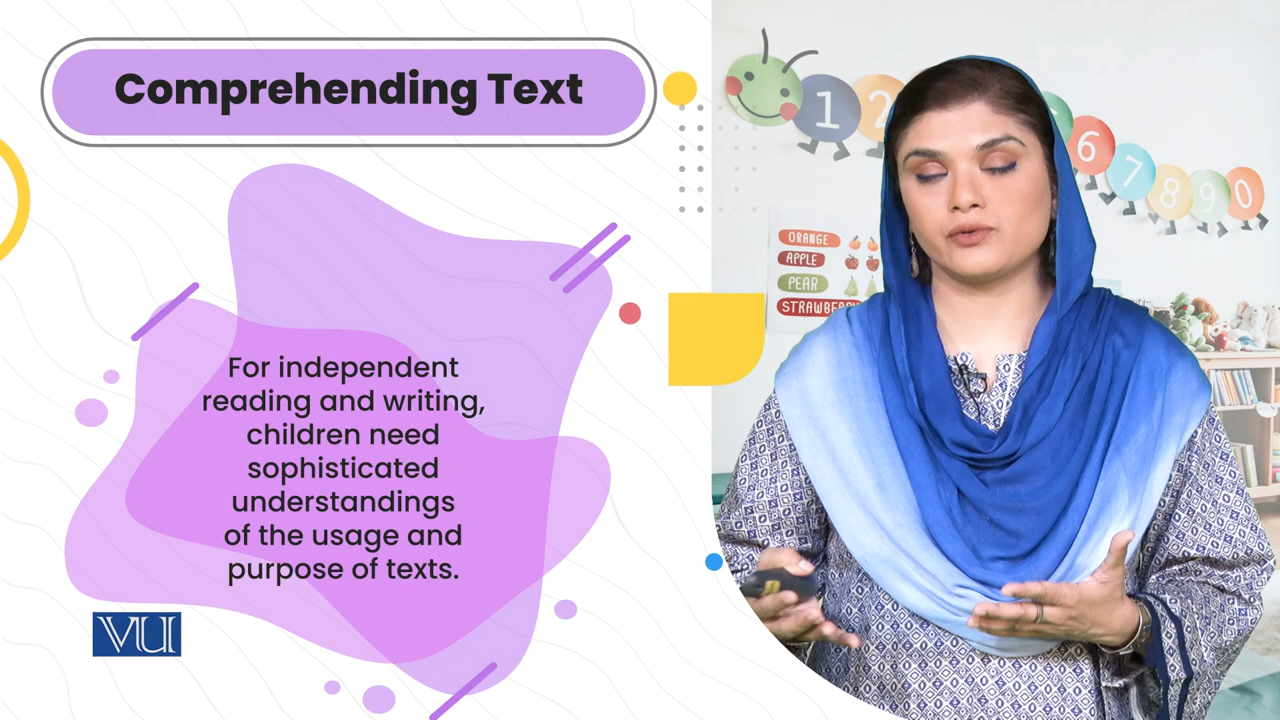 Comprehending Text
For independent
reading and writing,
children need
sophisticated
understandings
of the usage and
purpose of texts.
VU
1 2 6 7 8 9 0
ORANGE
APPLE
PEAR